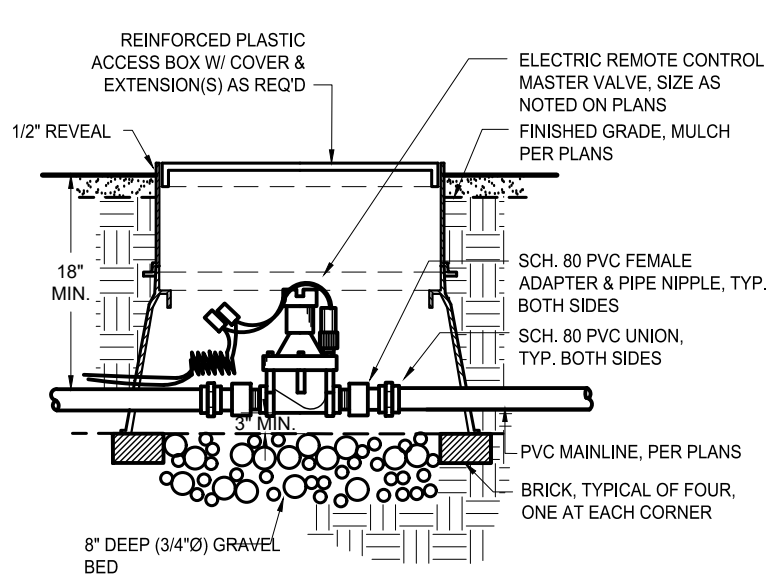 REINFORCED PLASTIC
ACCESS BOX W/ COVER &
EXTENSION(S) AS REQ'D
1/2" REVEAL
18"
MIN.
3" MIN.
8" DEEP (3/4"Ø) GRAVEL
BED
ELECTRIC REMOTE CONTROL
MASTER VALVE, SIZE AS
NOTED ON PLANS
FINISHED GRADE, MULCH
PER PLANS
SCH. 80 PVC FEMALE
ADAPTER & PIPE NIPPLE, TYP.
BOTH SIDES
SCH. 80 PVC UNION,
TYP. BOTH SIDES
PVC MAINLINE, PER PLANS
BRICK, TYPICAL OF FOUR,
ONE AT EACH CORNER